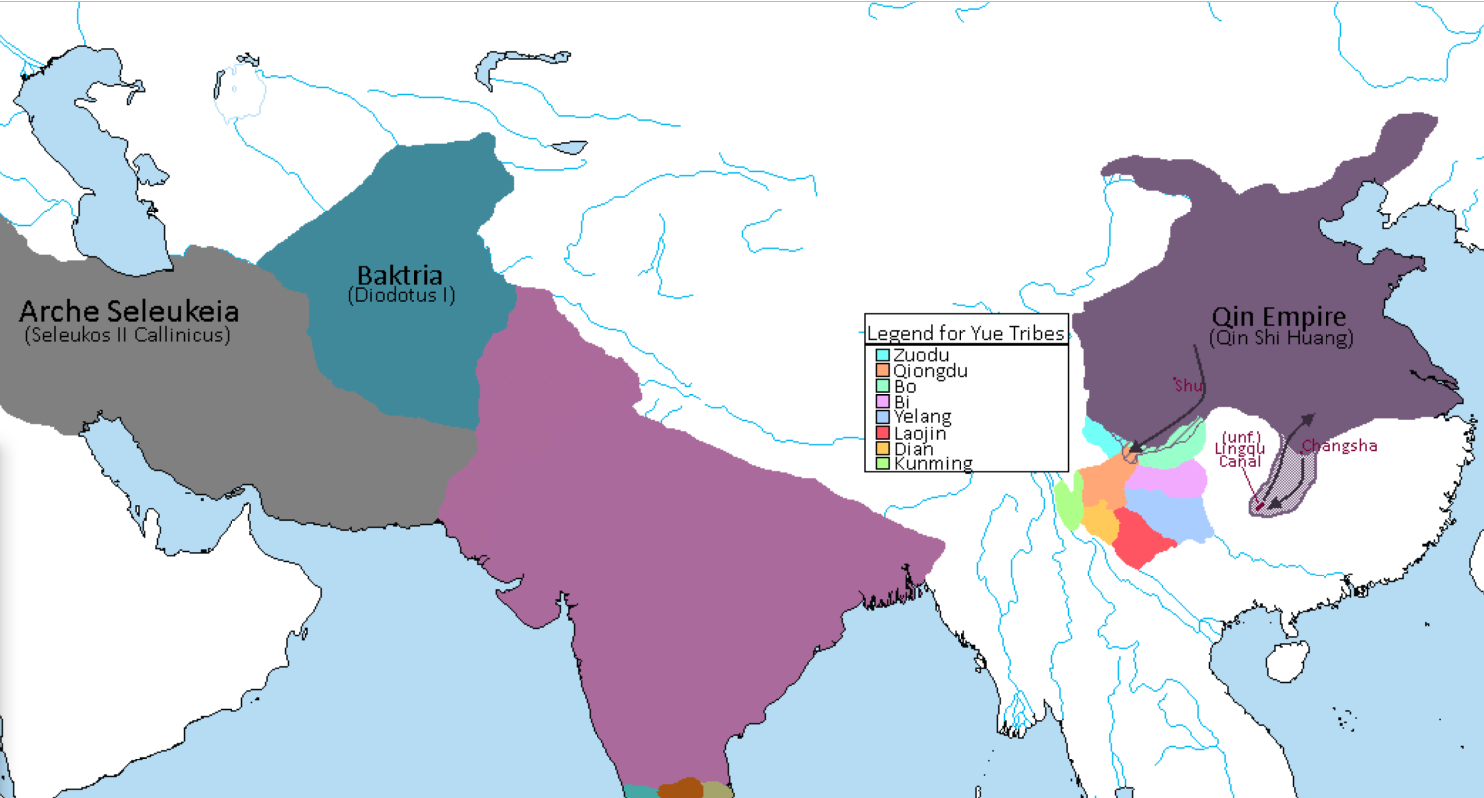 Baktria
(Diodotus I)
Arche Seleukeia
(Seleukos II Callinicus)
Qin Empire
(Qin Shi Huang)
Legend for Yue Tribes
Zuodu
Qiongdu
Bo
Bi
Yelang
Laojin
Dian
Kunming
Shu
(unf.)
Lingqu
Canal
Changsha